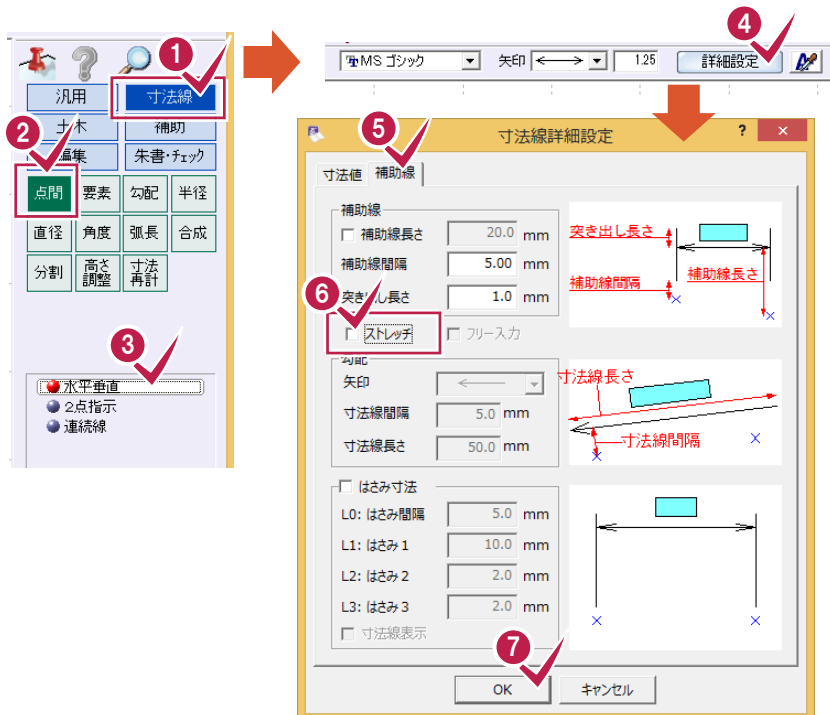 1
汎用 寸法線
2
土木 補助
編集 朱書・チェック
点間 要素 勾配 半径
直径 角度 弧長 合成
分割 高さ調整 寸法再計
3
水平垂直
2点指示
連続線
4
MS ゴシック 矢印 1.25 詳細設定
5
寸法線詳細設定 ? ×
寸法値 補助線
補助線
補助線長さ 20.0 mm
補助線間隔 5.00 mm
6
突き出し長さ 1.0 mm
ストレッチ フリー入力
勾配
矢印
寸法線間隔 5.0 mm
寸法線長さ 50.0 mm
はさみ寸法
L0: はさみ間隔 5.0 mm
L1: はさみ1 10.0 mm
L2: はさみ2 2.0 mm
L3: はさみ3 2.0 mm
寸法線表示
突き出し長さ
補助線間隔 補助線長さ
寸法線長さ
寸法線間隔
7
OK キャンセル